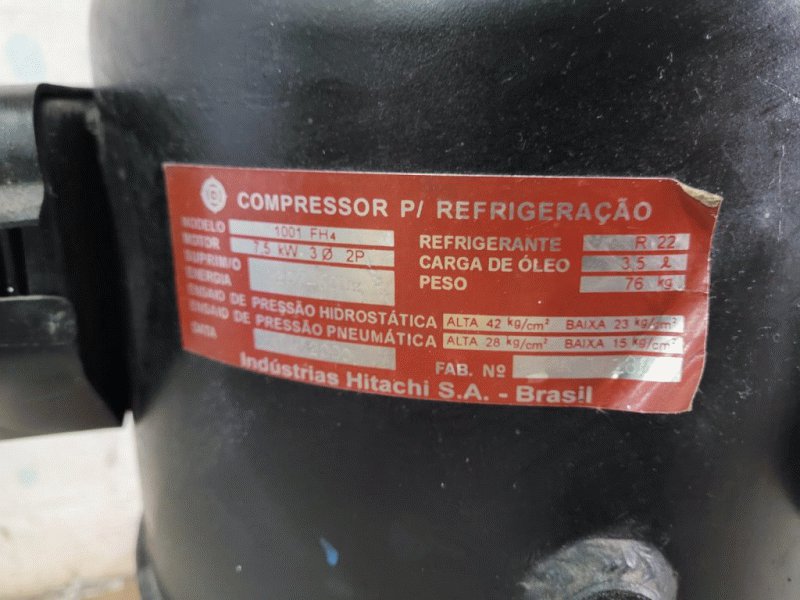 COMPRESSOR P/ REFRIGERAÇÃO
MODELO 1001 FH4
MOTOR 7,5 kW 3 Ø 2P
SUPRIM/O
ENERGIA
REFRIGERANTE R 22
CARGA DE ÓLEO 3,5 ℓ
PESO 76 kg
ENSAIO DE PRESSÃO HIDROSTÁTICA ALTA 42 kg/cm² BAIXA 23 kg/cm²
ENSAIO DE PRESSÃO PNEUMÁTICA ALTA 28 kg/cm² BAIXA 15 kg/cm²
DATA
FAB. Nº
Indústrias Hitachi S.A. - Brasil